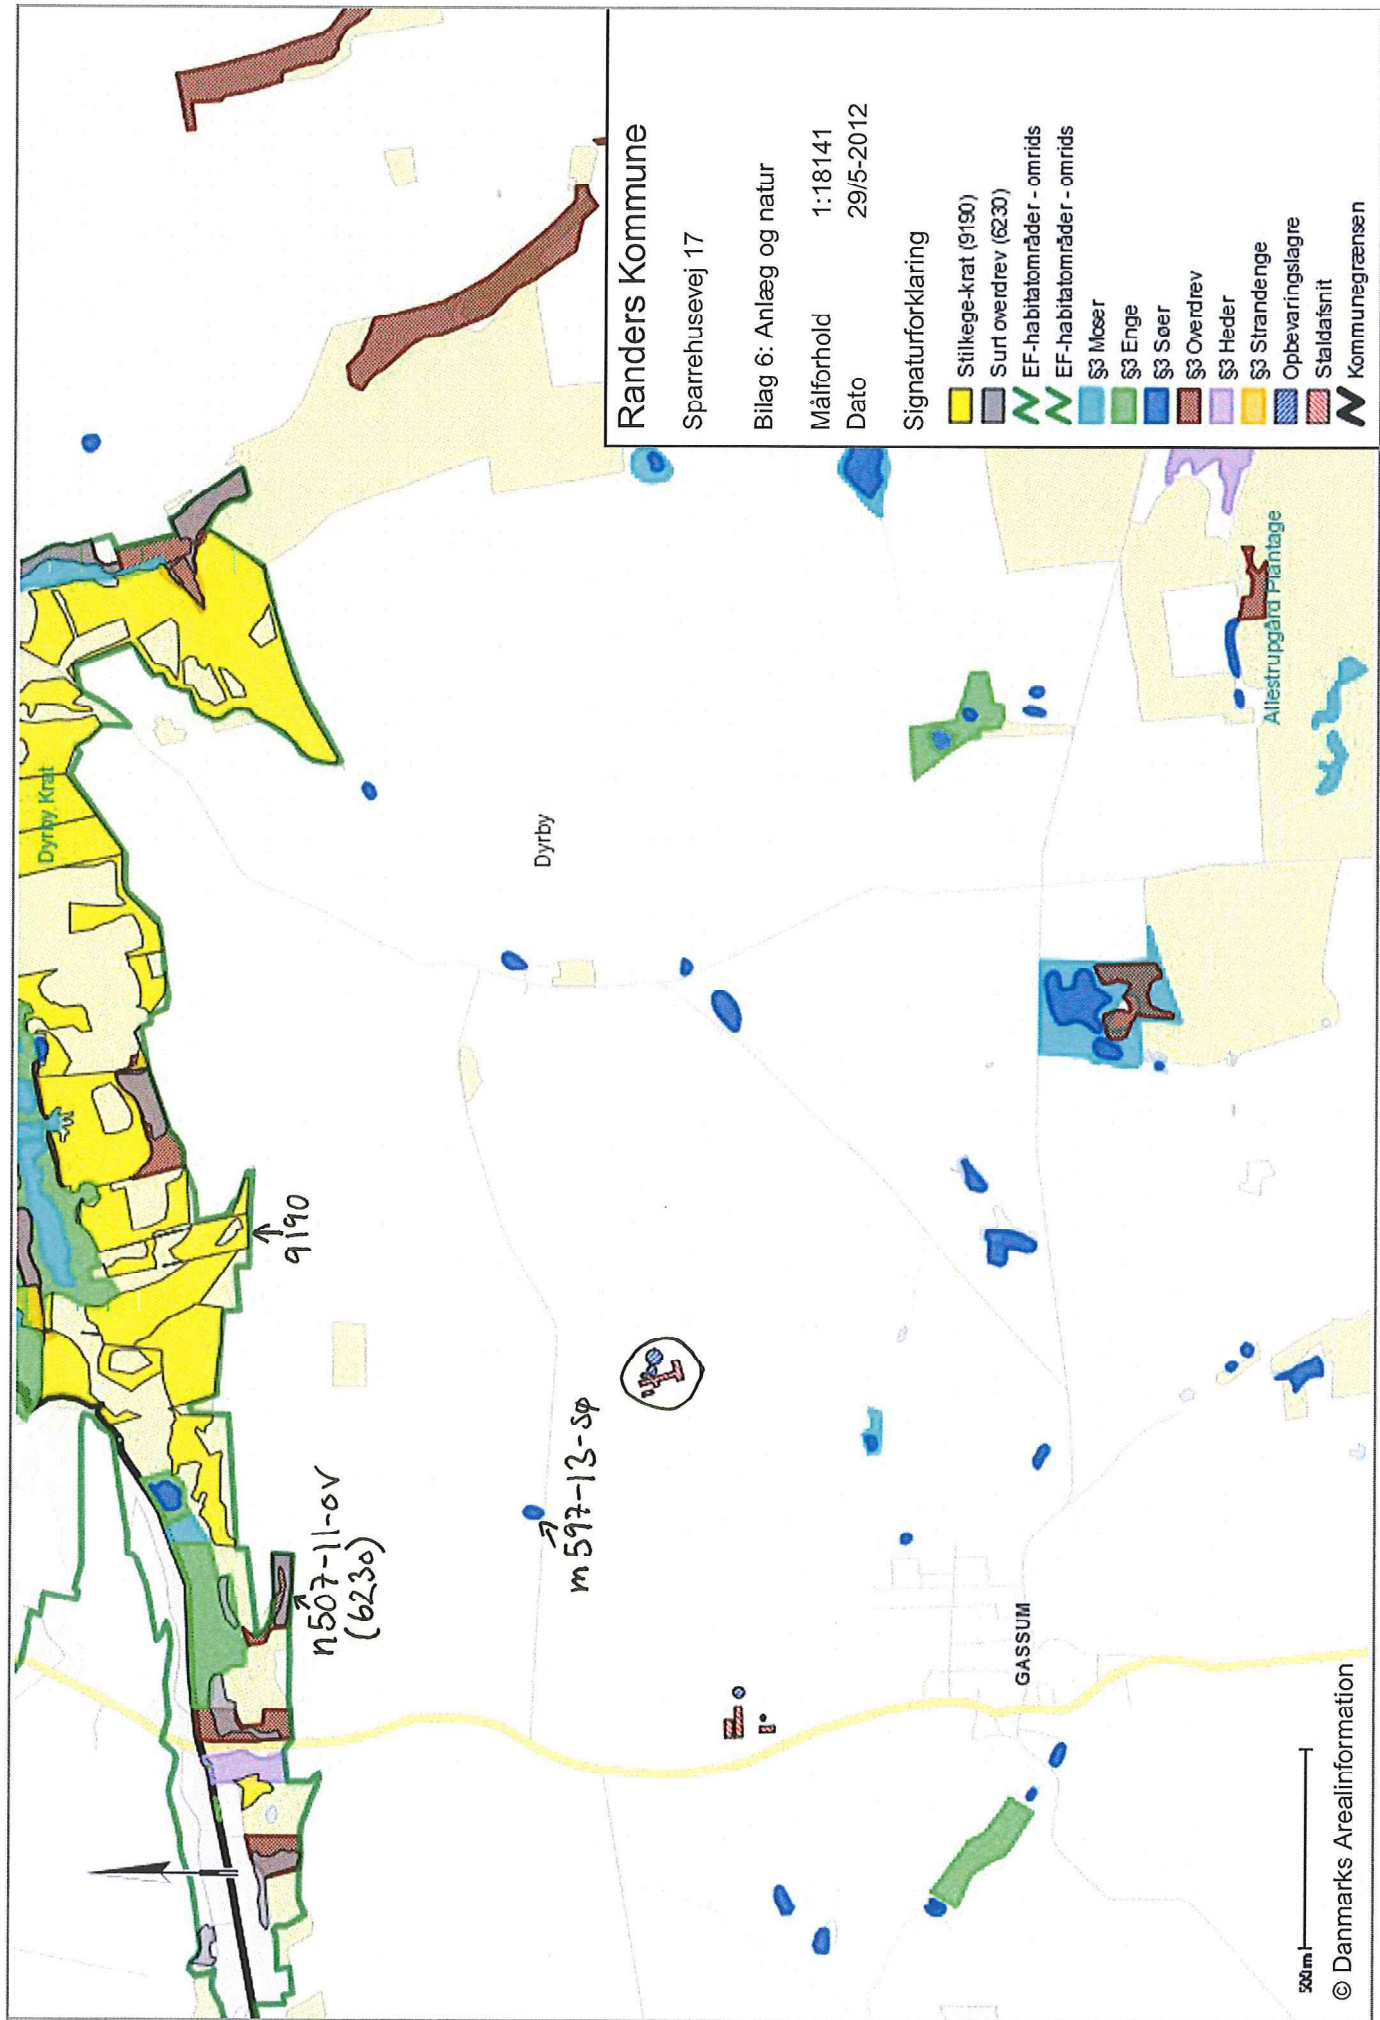 Randers Kommune
Sparrehusevej 17
Bilag 6: Anlæg og natur
Målforhold 1:18141
Dato 29/5-2012
Signaturforklaring
Stilkege-krat (9190)
Surt overdrev (6230)
EF-habitatområder - omrids
EF-habitatområder - omrids
§3 Moser
§3 Enge
§3 Søer
§3 Overdrev
§3 Heder
§3 Strandenge
Opbevaringslagre
Staldafsnit
Kommunegrænsen
Dyrby Krat
9190
n507-11-ov
(6230)
Dyrby
m597-13-sø
GASSUM
Allestrupgård Plantage
500m
© Danmarks Arealinformation